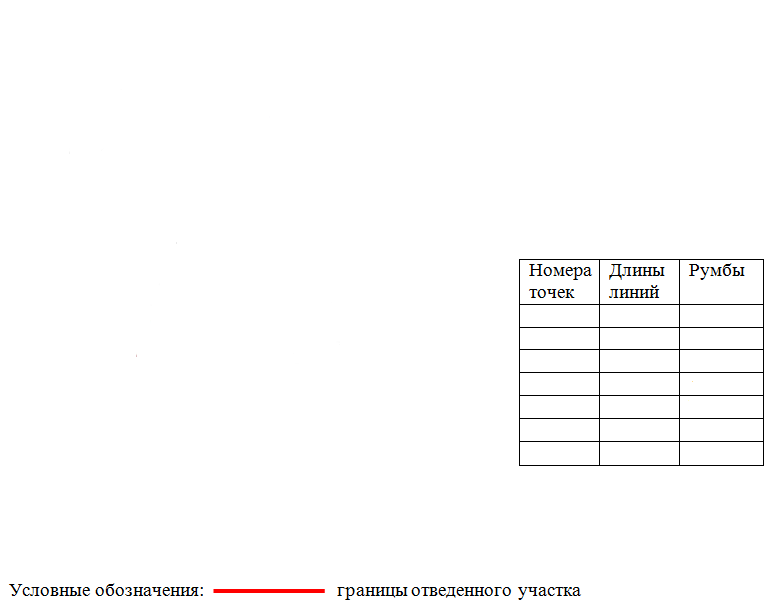 Номера точек
Длины линий
Румбы
Условные обозначения: границы отведенного участка